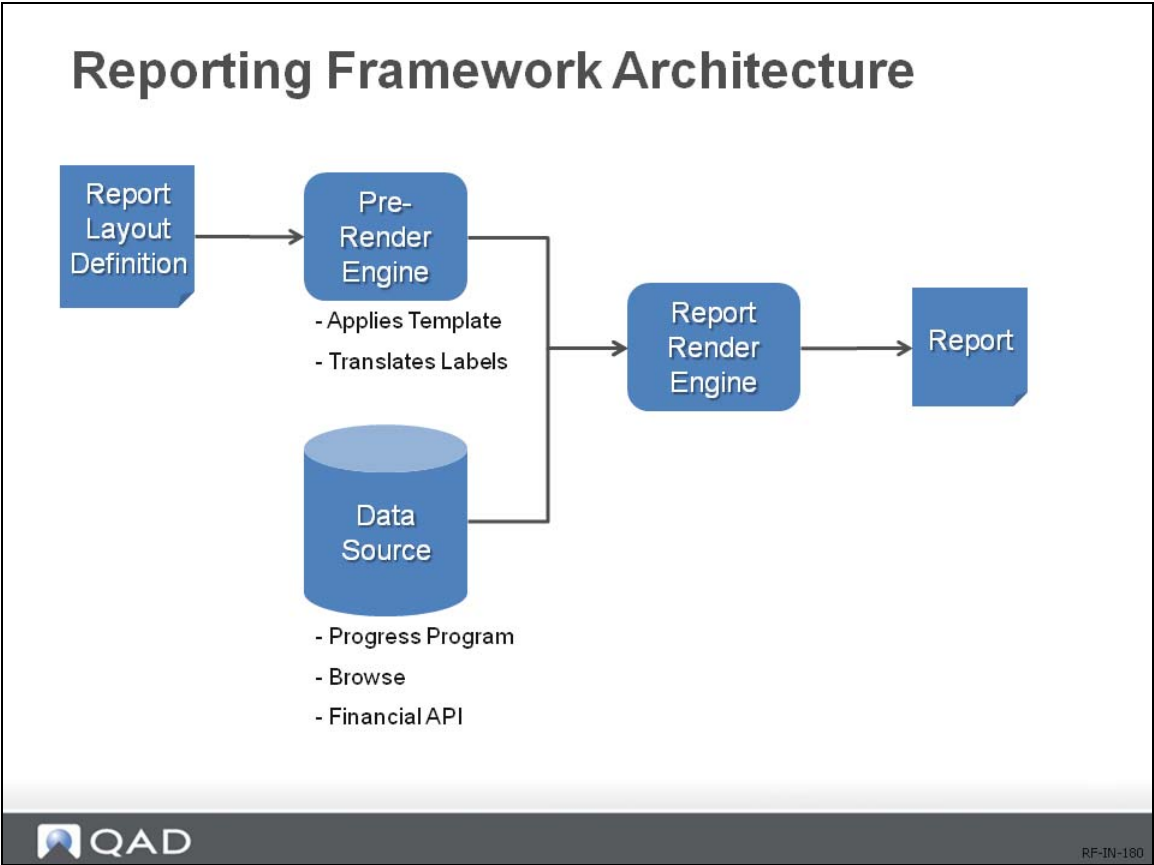 Reporting Framework Architecture
Report
Layout
Definition
Pre-
Render
Engine
- Applies Template
- Translates Labels
Data
Source
- Progress Program
- Browse
- Financial API
Report
Render
Engine
Report
QAD
RF-IN-180